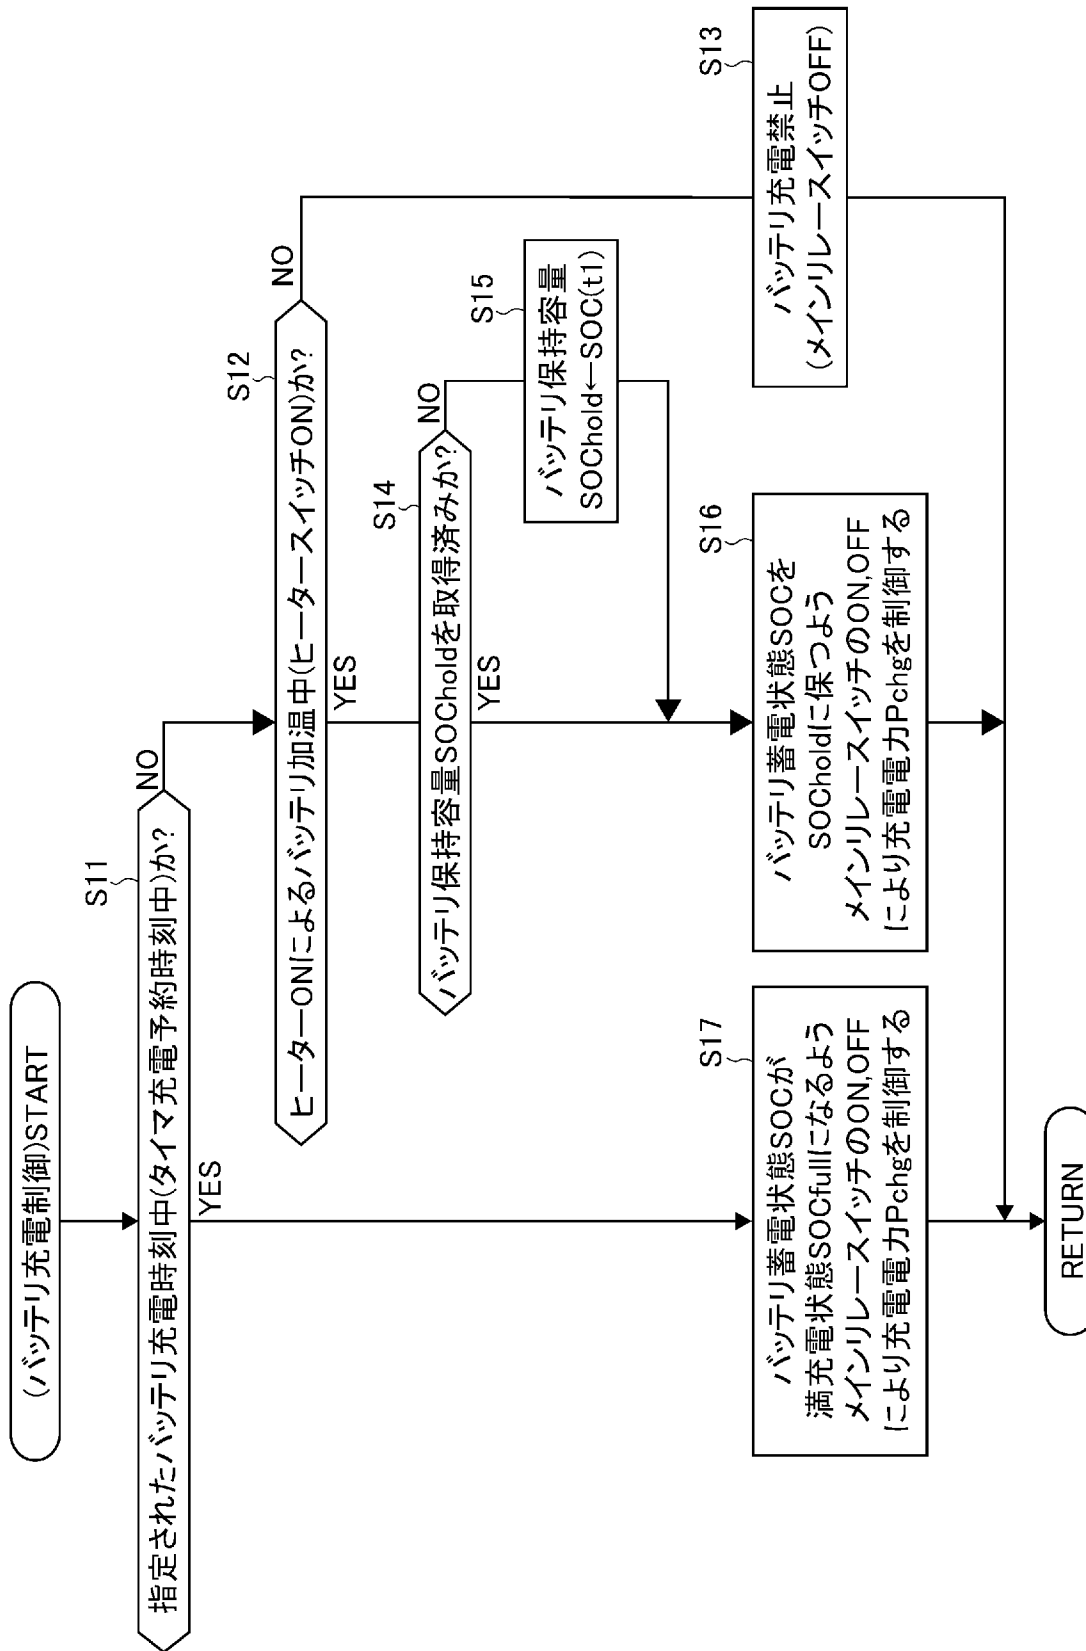 (バッテリ充電制御)START
S11
指定されたバッテリ充電時刻中(タイマ充電予約時刻中)か?
NO
YES
S12
ヒーターONによるバッテリ加温中(ヒータースイッチON)か?
NO
YES
S14
バッテリ保持容量SOCholdを取得済みか?
NO
YES
S15
バッテリ保持容量
SOChold←SOC(t1)
S17
バッテリ蓄電状態SOCが
満充電状態SOCfullになるよう
メインリレースイッチのON,OFF
により充電電力Pchgを制御する
S16
バッテリ蓄電状態SOCを
SOCholdに保つよう
メインリレースイッチのON,OFF
により充電電力Pchgを制御する
S13
バッテリ充電禁止
(メインリレースイッチOFF)
RETURN